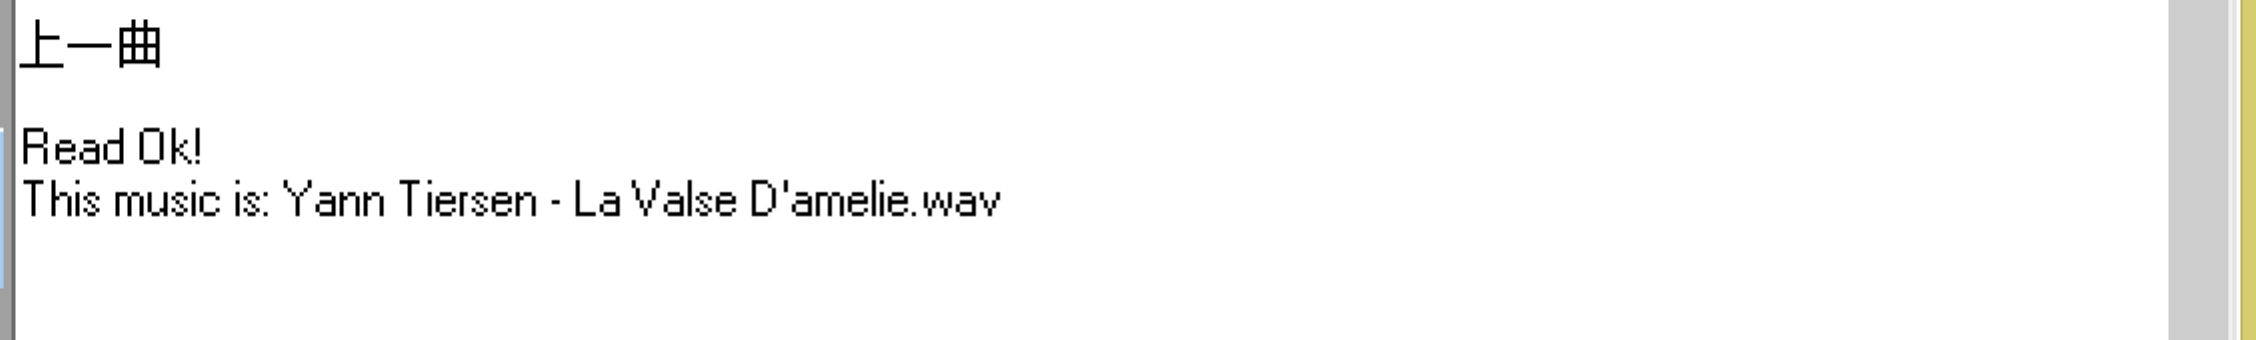 上一曲
Read Ok!
This music is: Yann Tiersen - La Valse D'amelie.wav